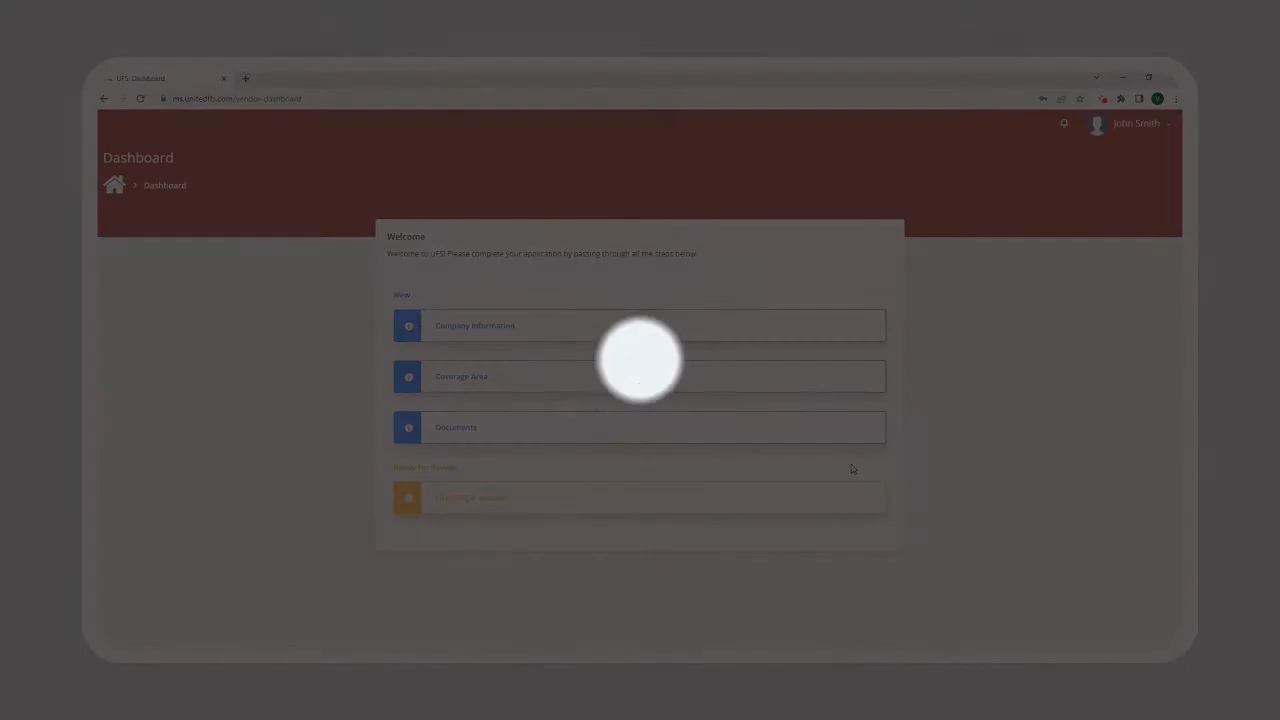 UFS: Dashboard
ms.unitedffb.com/vendor-dashboard
V
John Smith
Dashboard
Dashboard
Welcome
Welcome to UFS! Please complete your application by passing through all the steps below.
New
Company Information
Coverage Area
Documents
Ready For Review